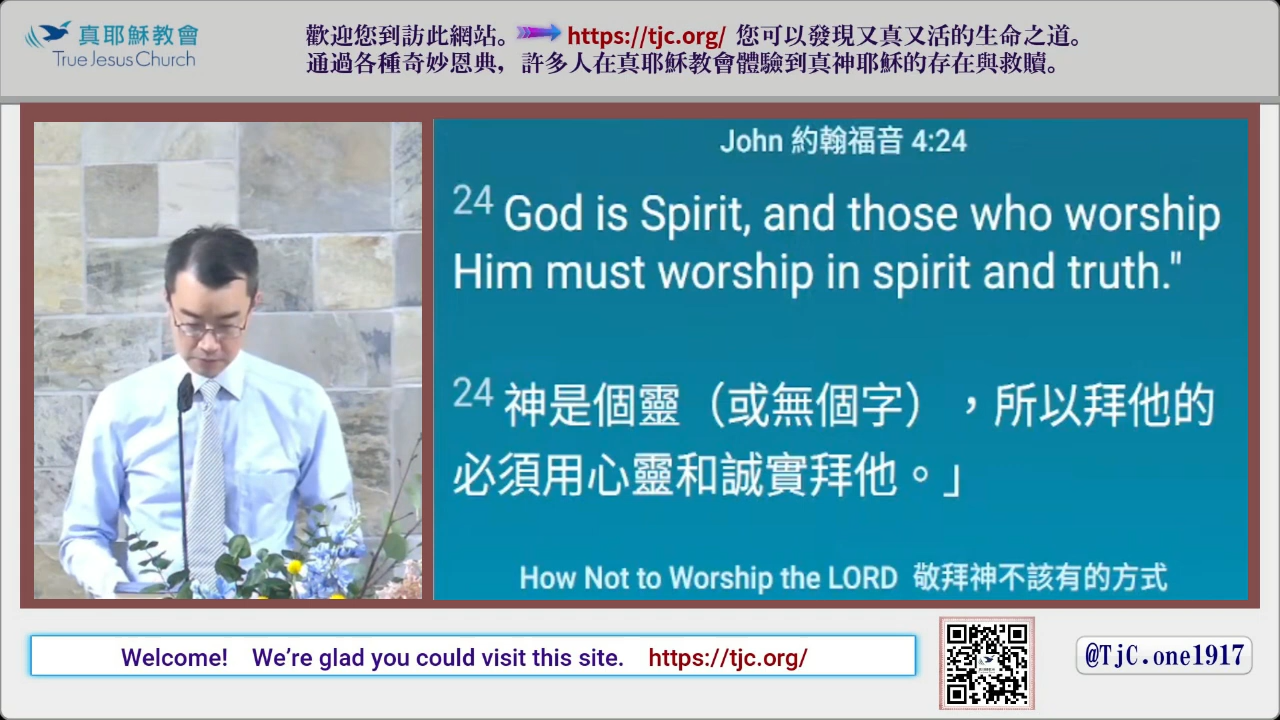 真耶穌教會
True Jesus Church
歡迎您到訪此網站。 https://tjc.org/ 您可以發現又真又活的生命之道。
通過各種奇妙恩典，許多人在真耶穌教會體驗到真神耶穌的存在與救贖。
John 約翰福音 4:24
24 God is Spirit, and those who worship
Him must worship in spirit and truth."
24 神是個靈（或無個字），所以拜他的
必須用心靈和誠實拜他。」
How Not to Worship the LORD 敬拜神不該有的方式
Welcome! We’re glad you could visit this site. https://tjc.org/
@TjC.one1917